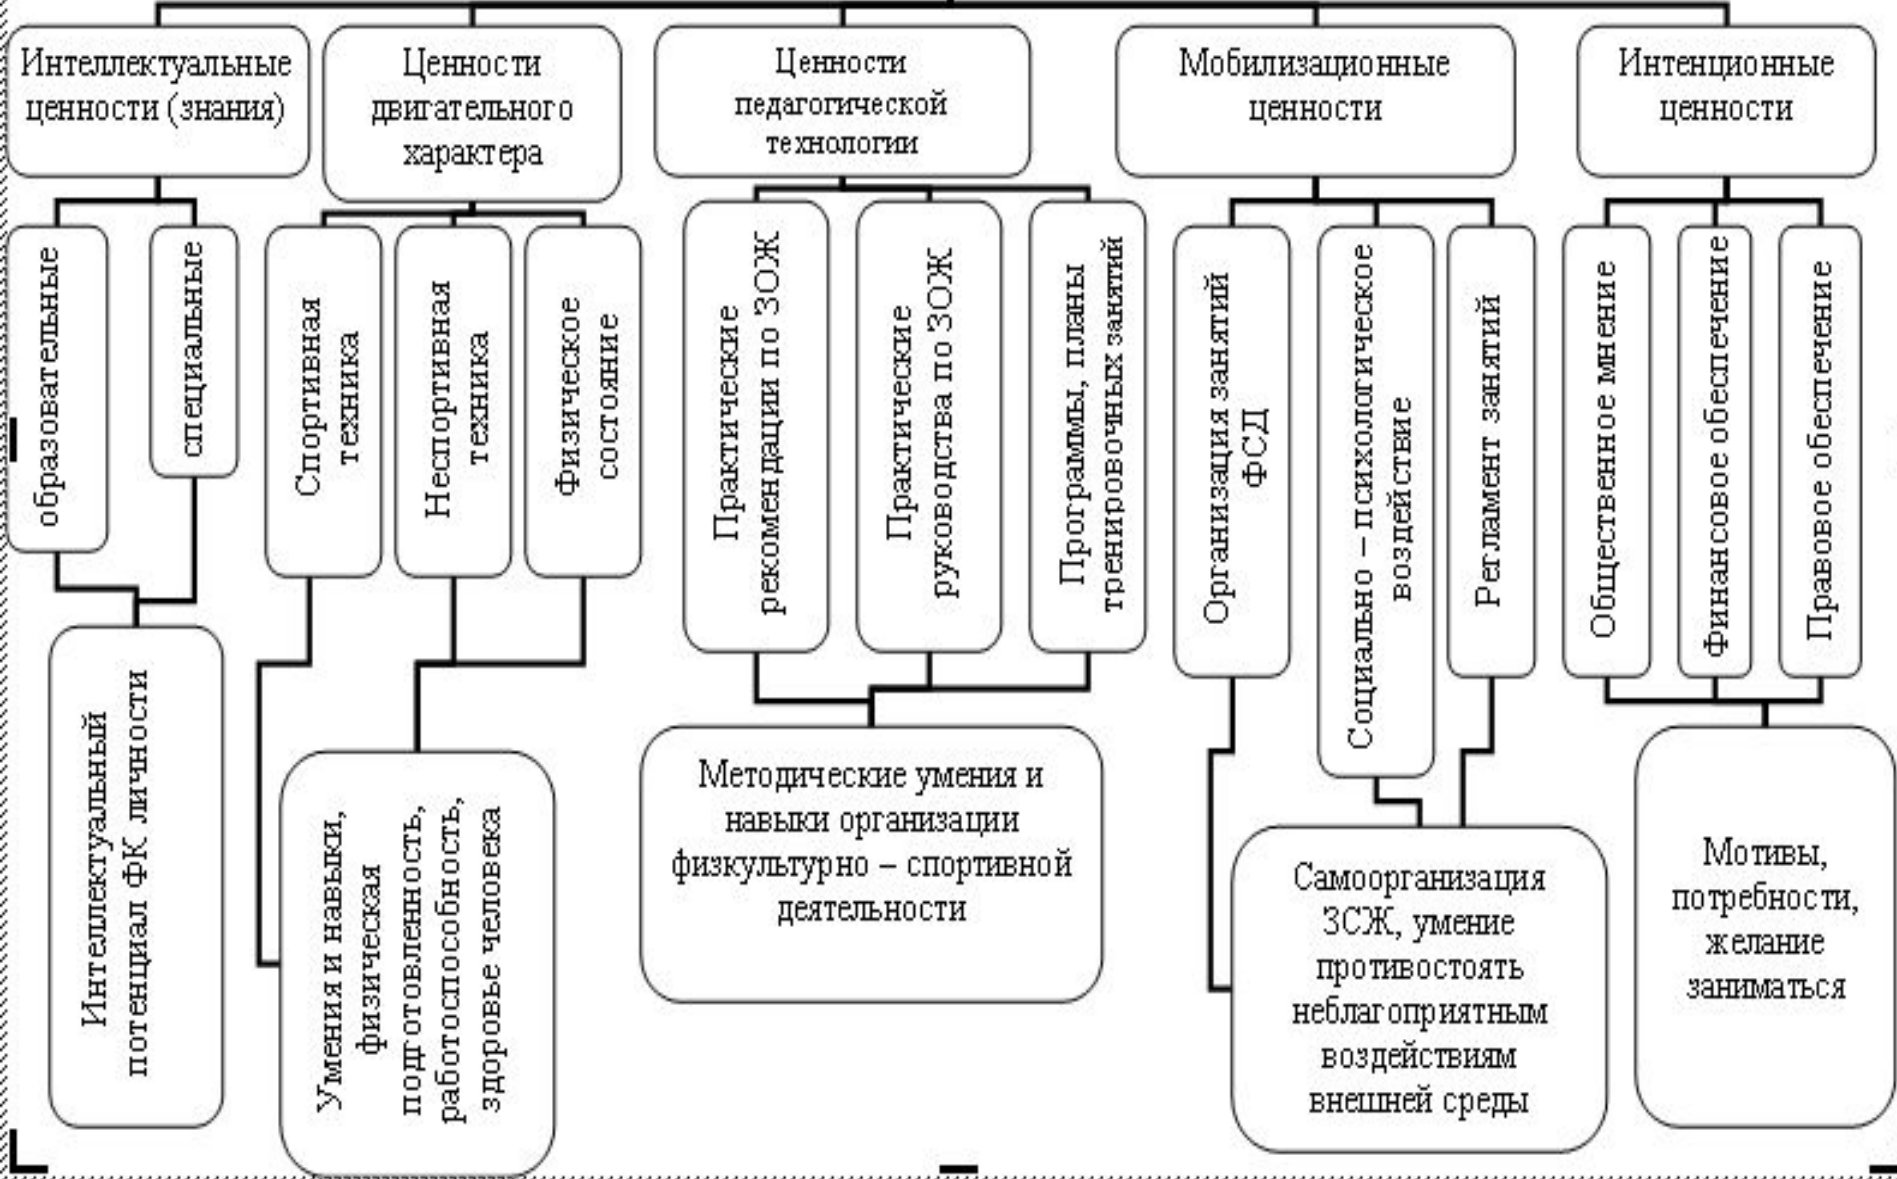 Интеллектуальные
ценности (знания)
Ценности
двигательного
характера
Ценности
педагогической
технологии
Мобилизационные
ценности
Интенционные
ценности
образовательные
специальные
Спортивная
техника
Неспортивная
техника
Физическое
состояние
Практические
рекомендации по ЗОЖ
Практические
руководства по ЗОЖ
Программы, планы
тренировочных занятий
Организация занятий
ФСД
Социально – психологическое
воздействие
Регламент занятий
Общественное мнение
Финансовое обеспечение
Правовое обеспечение
Интеллектуальный
потенциал ФК личности
Умения и навыки,
физическая
подготовленность,
работоспособность,
здоровье человека
Методические умения и
навыки организации
физкультурно – спортивной
деятельности
Самоорганизация
ЗСЖ, умение
противостоять
неблагоприятным
воздействиям
внешней среды
Мотивы,
потребности,
желание
заниматься